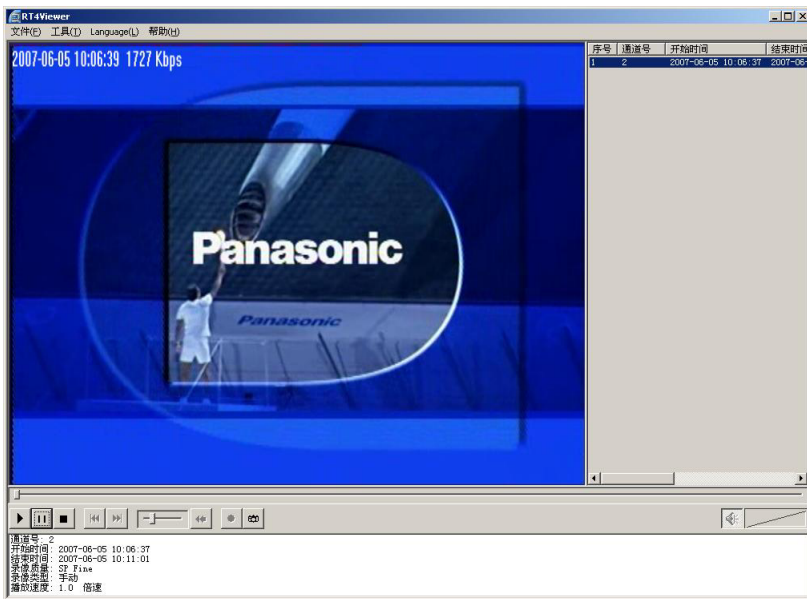 RT4Viewer
文件(F) 工具(T) Language(L) 帮助(H)
2007-06-05 10:06:39 1727 Kbps
序号 通道号 开始时间 结束时间
1 2 2007-06-05 10:06:37 2007-06-
Panasonic
Panasonic
通道号: 2
开始时间: 2007-06-05 10:06:37
结束时间: 2007-06-05 10:11:01
录像质量: SP Fine
录像类型: 手动
播放速度: 1.0 倍速